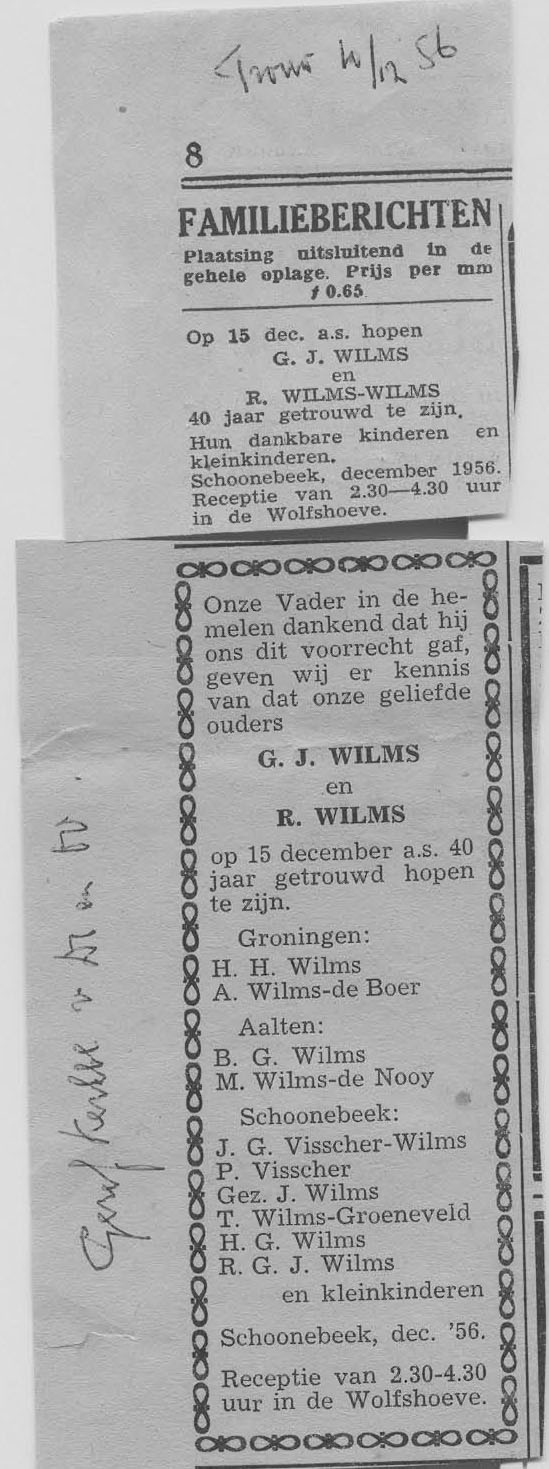 Trouw 10/12 56
8
FAMILIEBERICHTEN
Plaatsing uitsluitend in de
gehele oplage. Prijs per mm
ƒ 0.65
Op 15 dec. a.s. hopen
G. J. WILMS
en
R. WILMS-WILMS
40 jaar getrouwd te zijn.
Hun dankbare kinderen en
kleinkinderen.
Schoonebeek, december 1956.
Receptie van 2.30—4.30 uur
in de Wolfshoeve.
Onze Vader in de he-
melen dankend dat hij
ons dit voorrecht gaf,
geven wij er kennis
van dat onze geliefde
ouders
G. J. WILMS
en
R. WILMS
op 15 december a.s. 40
jaar getrouwd hopen
te zijn.
Groningen:
H. H. Wilms
A. Wilms-de Boer
Aalten:
B. G. Wilms
M. Wilms-de Nooy
Schoonebeek:
J. G. Visscher-Wilms
P. Visscher
Gez. J. Wilms
T. Wilms-Groeneveld
H. G. Wilms
R. G. J. Wilms
en kleinkinderen
Schoonebeek, dec. '56.
Receptie van 2.30-4.30
uur in de Wolfshoeve.
Geref Kerkbl v Dr en